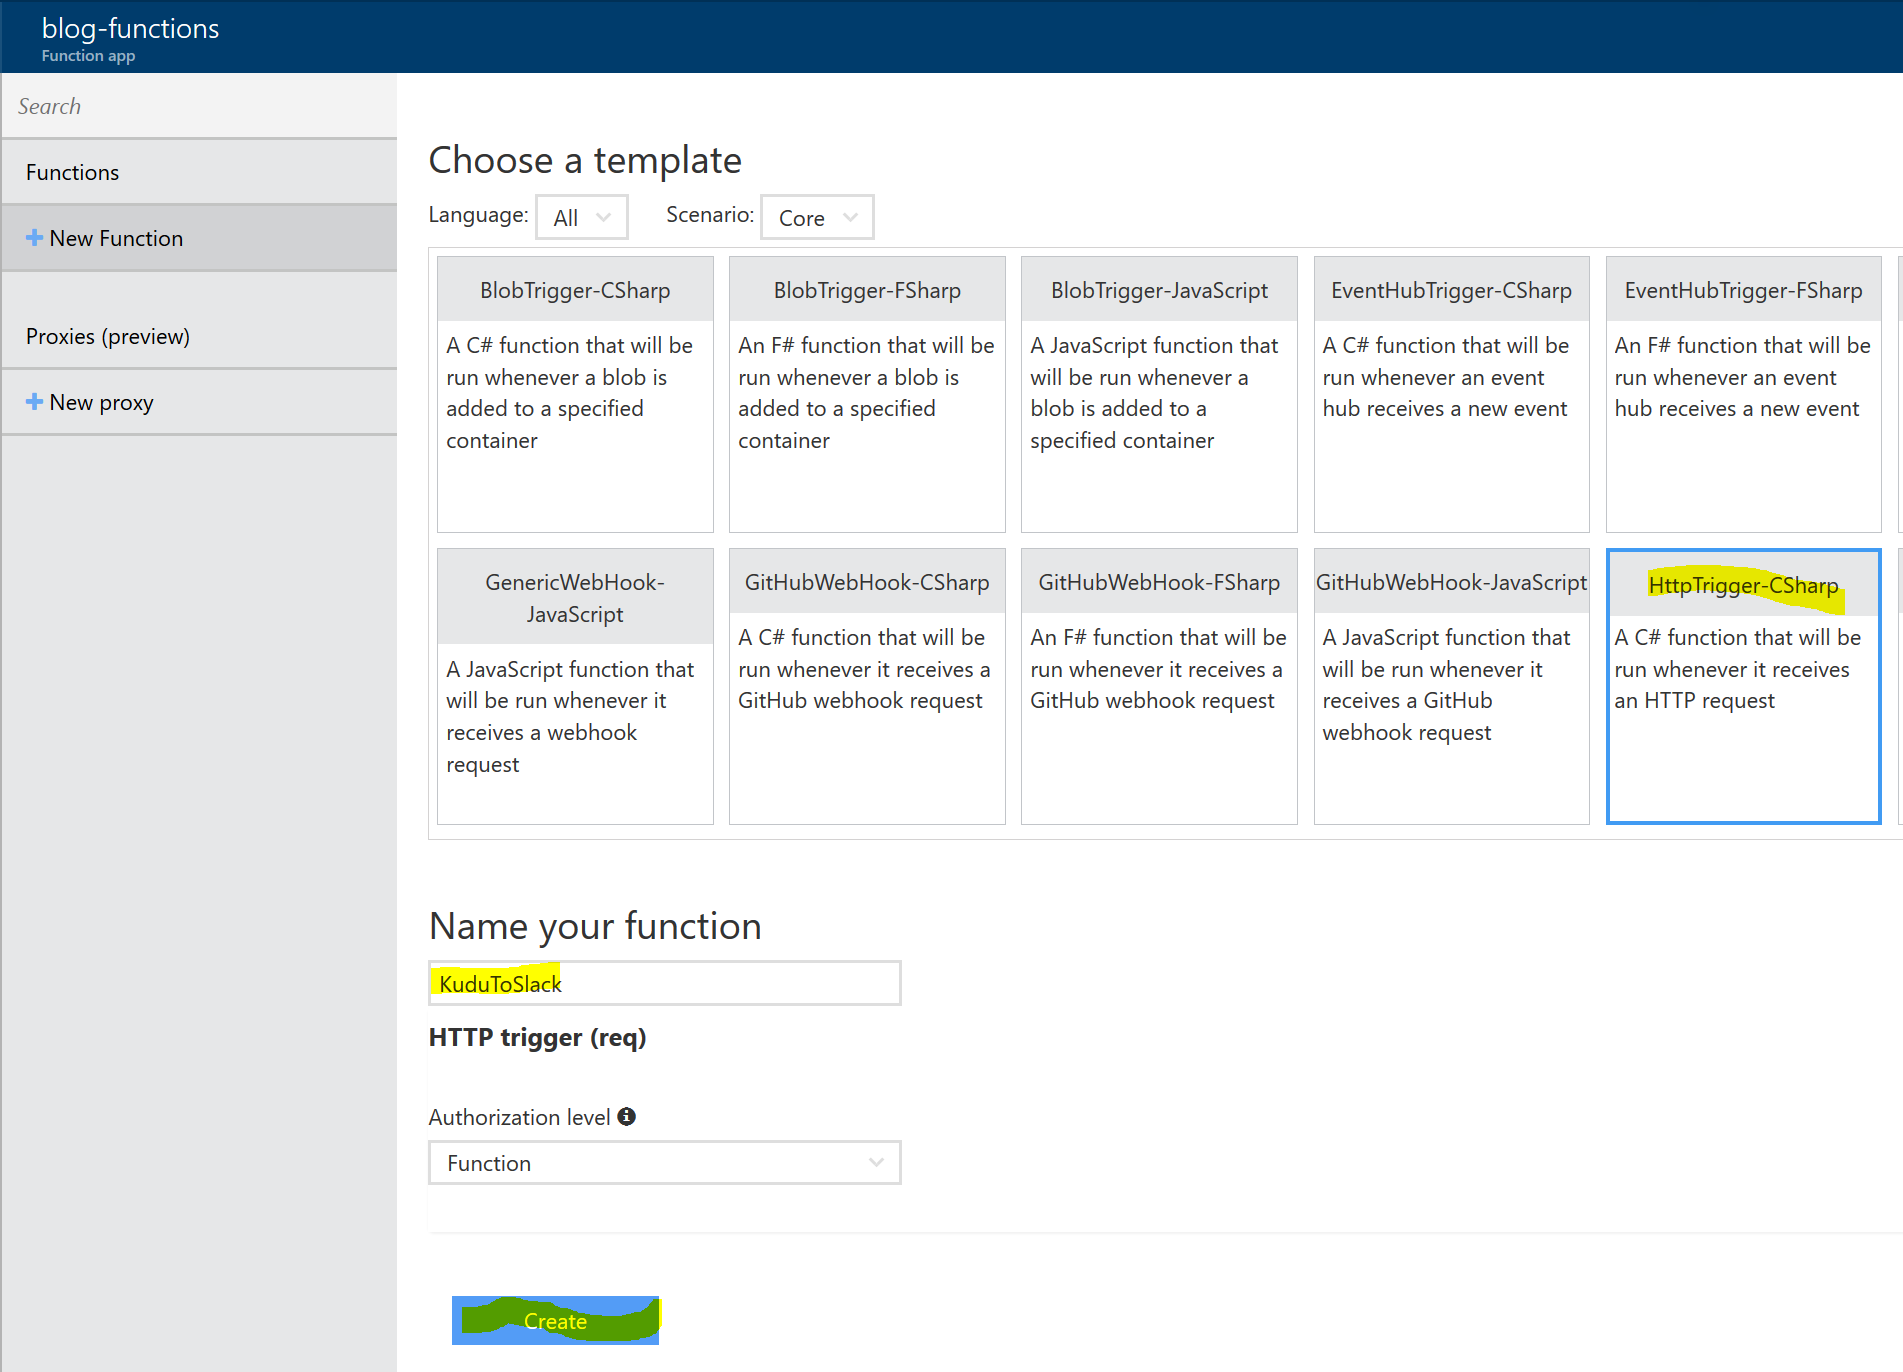 blog-functions
Function app
Search
Functions
New Function
Proxies (preview)
New proxy
Choose a template
Language: All Scenario: Core
BlobTrigger-CSharp
A C# function that will be
run whenever a blob is
added to a specified
container
BlobTrigger-FSharp
An F# function that will be
run whenever a blob is
added to a specified
container
BlobTrigger-JavaScript
A JavaScript function that
will be run whenever a
blob is added to a
specified container
EventHubTrigger-CSharp
A C# function that will be
run whenever an event
hub receives a new event
EventHubTrigger-FSharp
An F# function that will be
run whenever an event
hub receives a new event
GenericWebHook-
JavaScript
A JavaScript function that
will be run whenever it
receives a webhook
request
GitHubWebHook-CSharp
A C# function that will be
run whenever it receives a
GitHub webhook request
GitHubWebHook-FSharp
An F# function that will be
run whenever it receives a
GitHub webhook request
GitHubWebHook-JavaScript
A JavaScript function that
will be run whenever it
receives a GitHub
webhook request
HttpTrigger-CSharp
A C# function that will be
run whenever it receives
an HTTP request
Name your function
KuduToSlack
HTTP trigger (req)
Authorization level
Function
Create